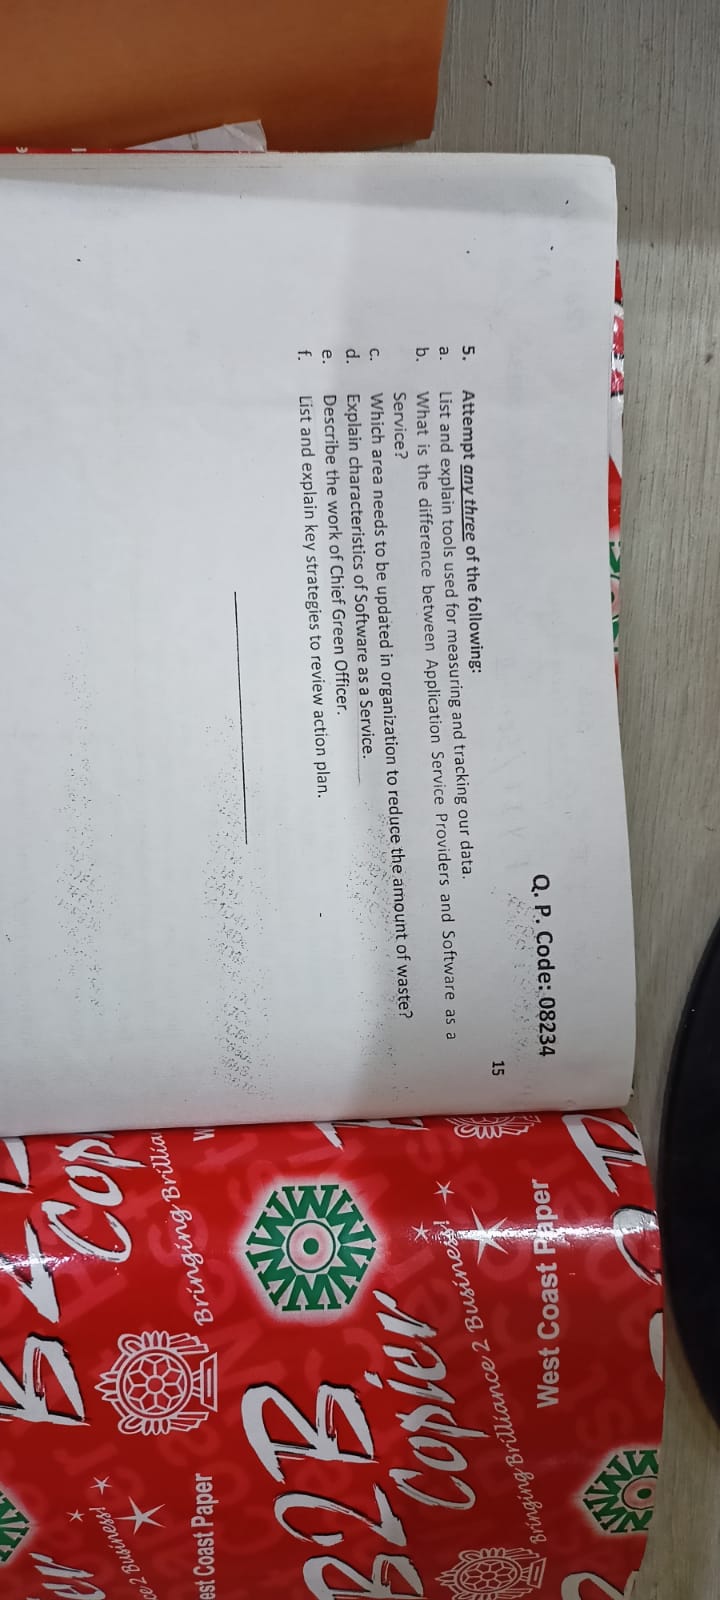 Q. P. Code: 08234
15
5. Attempt any three of the following:
a. List and explain tools used for measuring and tracking our data.
b. What is the difference between Application Service Providers and Software as a
Service?
c. Which area needs to be updated in organization to reduce the amount of waste?
d. Explain characteristics of Software as a Service.
e. Describe the work of Chief Green Officer.
f. List and explain key strategies to review action plan.
West Coast Paper
Bringing Brilliance 2 Business!
B2B
Copier
est Coast Paper
Bringing Brillia
ce 2 Business!